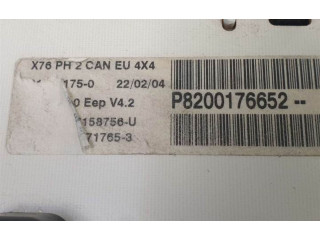 X76 PH 2 CAN EU 4X4
175-0 22/02/04
0 Eep V4.2
158756-U
71765-3
P8200176652--